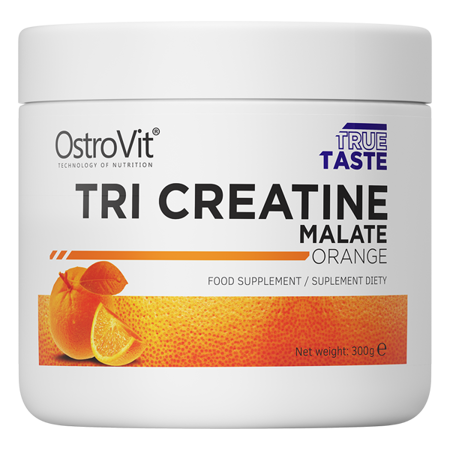 OstroVit®
TECHNOLOGY OF NUTRITION
TRUE
TASTE
TRI CREATINE
MALATE
ORANGE
FOOD SUPPLEMENT / SUPLEMENT DIETY
Net weight: 300g ℮